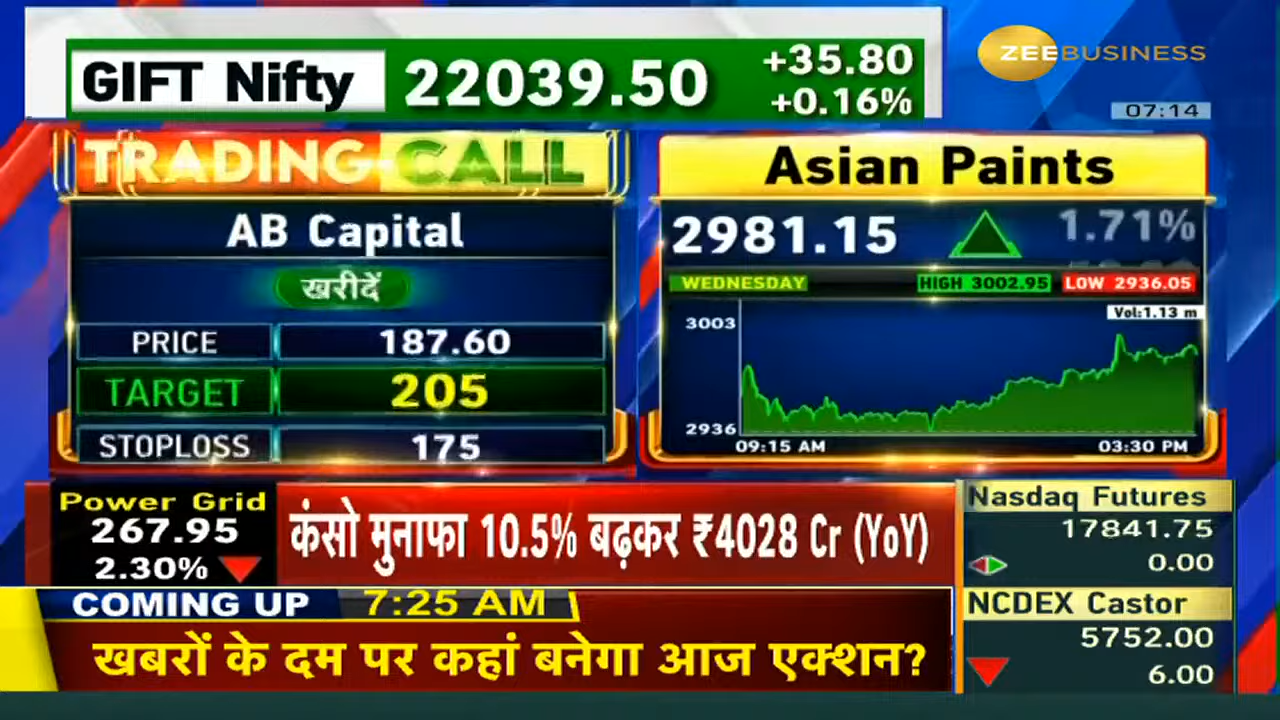 GIFT Nifty 22039.50 +35.80
+0.16%
ZEEBUSINESS
07:14
TRADING CALL
AB Capital
खरीदें
PRICE 187.60
TARGET 205
STOPLOSS 175
Asian Paints
2981.15 1.71%
WEDNESDAY HIGH 3002.95 LOW 2936.05
Vol:1.13 m
3003
2936
09:15 AM 03:30 PM
Power Grid
267.95
2.30%
कंसो मुनाफा 10.5% बढ़कर ₹4028 Cr (YoY)
Nasdaq Futures
17841.75
0.00
COMING UP 7:25 AM
खबरों के दम पर कहां बनेगा आज एक्शन?
NCDEX Castor
5752.00
6.00